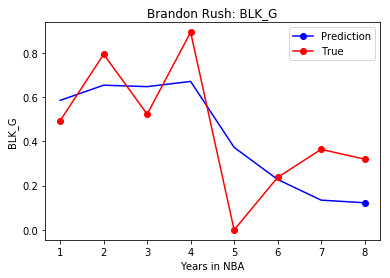 Brandon Rush: BLK_G
Prediction
True
BLK_G
0.8
0.6
0.4
0.2
0.0
1 2 3 4 5 6 7 8
Years in NBA